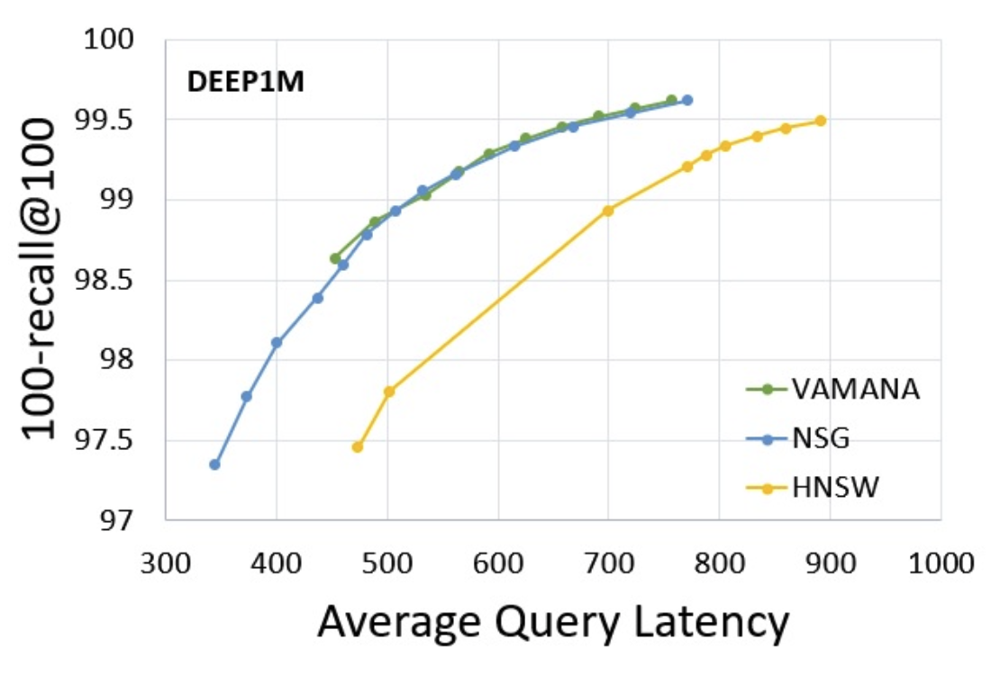 100
DEEP1M
99.5
99
98.5
98
97.5
97
100-recall@100
VAMANA
NSG
HNSW
300 400 500 600 700 800 900 1000
Average Query Latency